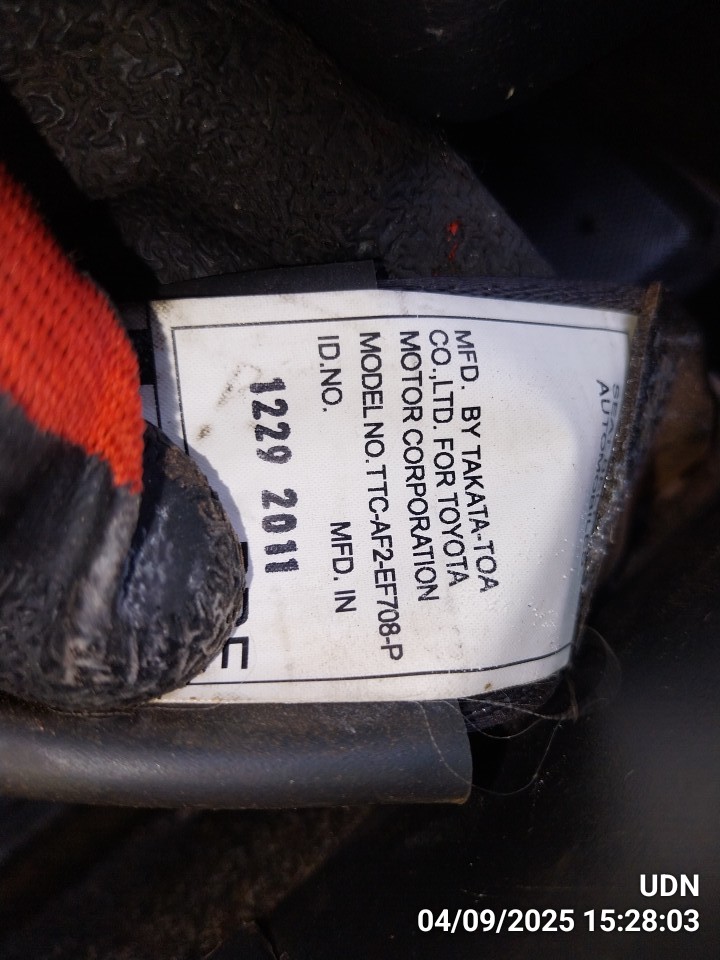 MFD. BY TAKATA-TOA
CO.,LTD. FOR TOYOTA
MOTOR CORPORATION
MODEL NO.TTC-AF2-EF708-P
ID.NO. MFD. IN
1229 2011
UDN
04/09/2025 15:28:03